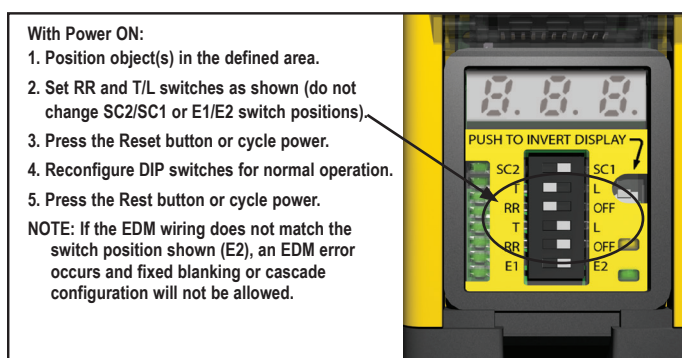 With Power ON:
1. Position object(s) in the defined area.
2. Set RR and T/L switches as shown (do not
change SC2/SC1 or E1/E2 switch positions).
3. Press the Reset button or cycle power.
4. Reconfigure DIP switches for normal operation.
5. Press the Rest button or cycle power.
NOTE: If the EDM wiring does not match the
switch position shown (E2), an EDM error
occurs and fixed blanking or cascade
configuration will not be allowed.
8. 8. 8.
PUSH TO INVERT DISPLAY
SC2 SC1
T L
RR OFF
T L
RR OFF
E1 E2